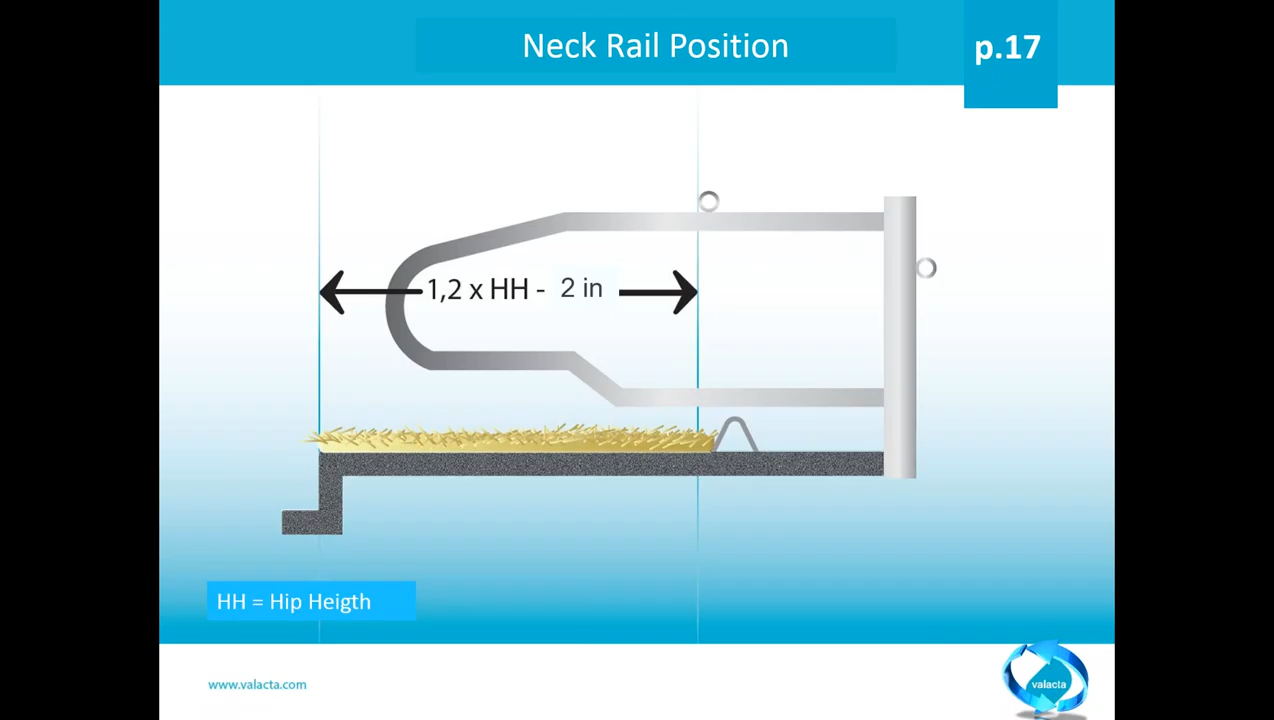 Neck Rail Position
p.17
1,2 x HH - 2 in
HH = Hip Heigth
www.valacta.com
valacta